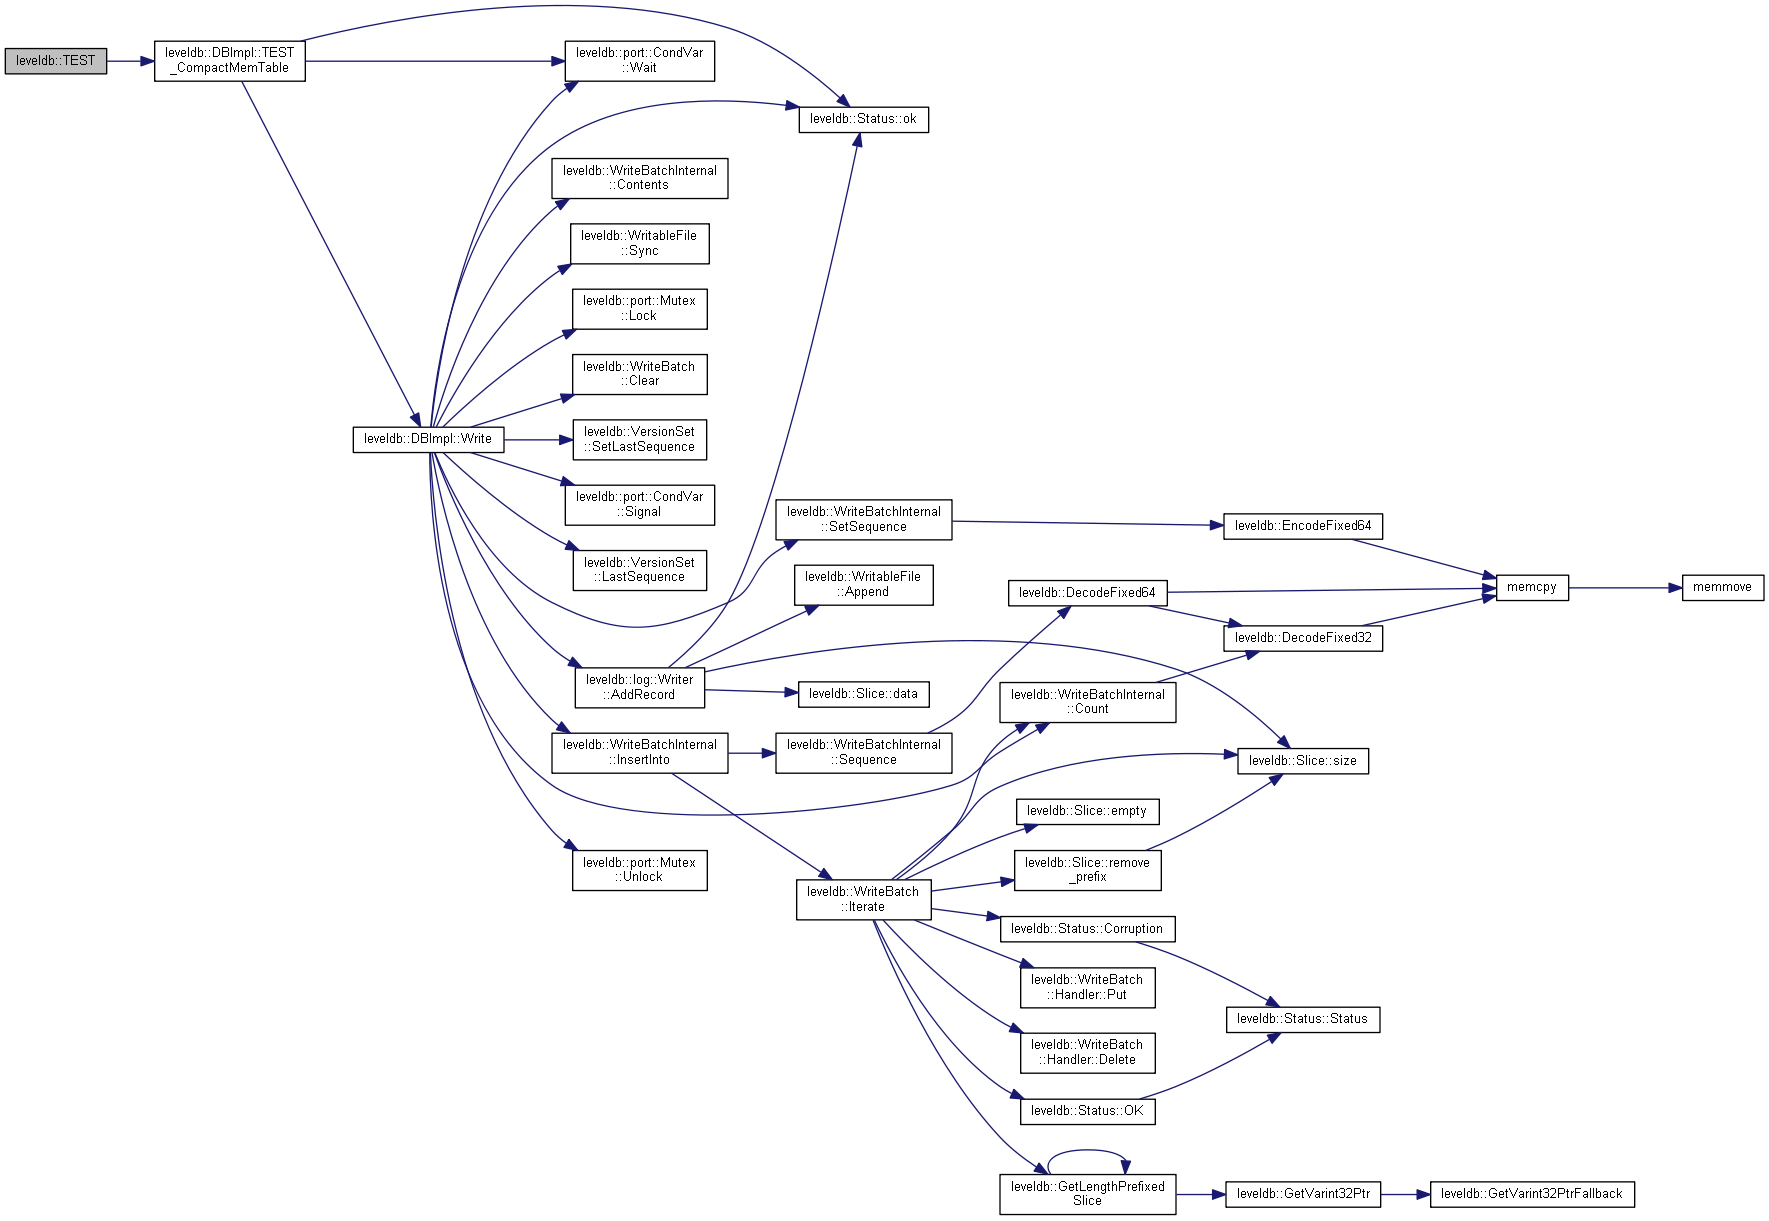 leveldb::TEST
leveldb::DBImpl::TEST
_CompactMemTable
leveldb::port::CondVar
::Wait
leveldb::Status::ok
leveldb::WriteBatchInternal
::Contents
leveldb::WritableFile
::Sync
leveldb::port::Mutex
::Lock
leveldb::WriteBatch
::Clear
leveldb::DBImpl::Write
leveldb::VersionSet
::SetLastSequence
leveldb::port::CondVar
::Signal
leveldb::VersionSet
::LastSequence
leveldb::WriteBatchInternal
::SetSequence
leveldb::EncodeFixed64
leveldb::WritableFile
::Append
leveldb::DecodeFixed64
memcpy
memmove
leveldb::DecodeFixed32
leveldb::log::Writer
::AddRecord
leveldb::Slice::data
leveldb::WriteBatchInternal
::Count
leveldb::WriteBatchInternal
::InsertInto
leveldb::WriteBatchInternal
::Sequence
leveldb::Slice::size
leveldb::Slice::empty
leveldb::port::Mutex
::Unlock
leveldb::Slice::remove
_prefix
leveldb::WriteBatch
::Iterate
leveldb::Status::Corruption
leveldb::WriteBatch
::Handler::Put
leveldb::Status::Status
leveldb::WriteBatch
::Handler::Delete
leveldb::Status::OK
leveldb::GetLengthPrefixed
Slice
leveldb::GetVarint32Ptr
leveldb::GetVarint32PtrFallback